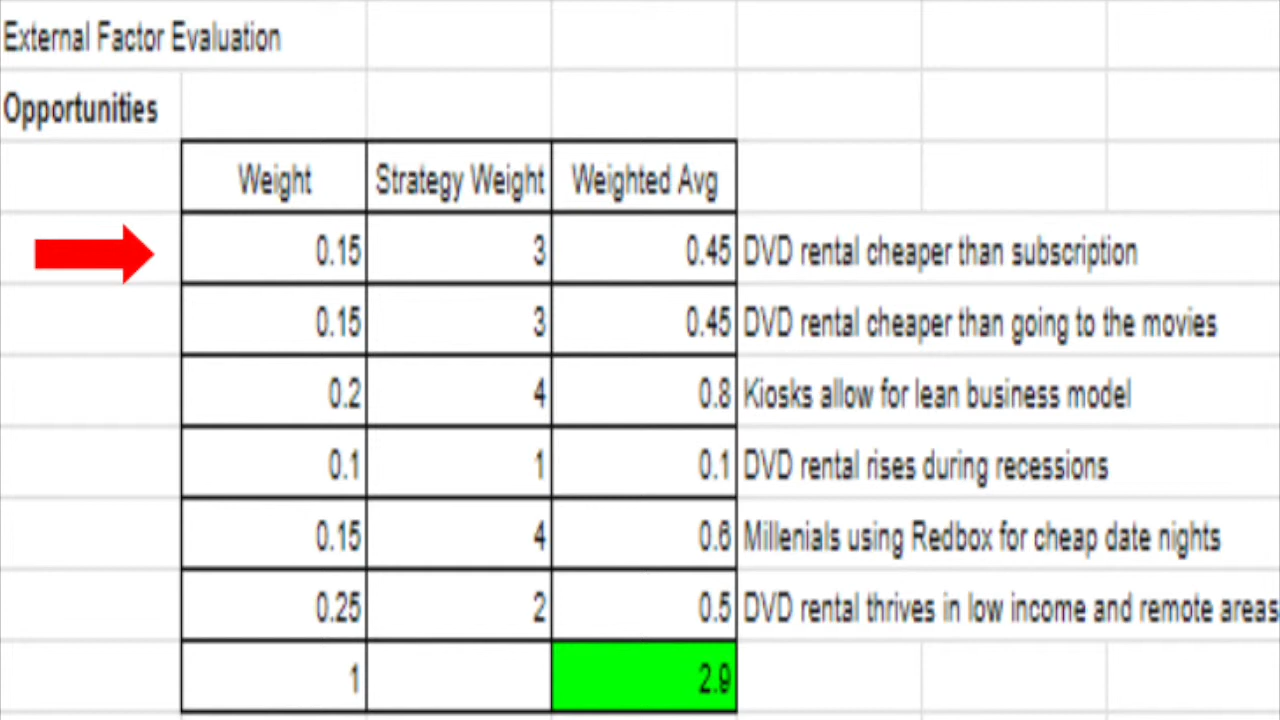 External Factor Evaluation
Opportunities
Weight Strategy Weight Weighted Avg
0.15 3 0.45 DVD rental cheaper than subscription
0.15 3 0.45 DVD rental cheaper than going to the movies
0.2 4 0.8 Kiosks allow for lean business model
0.1 1 0.1 DVD rental rises during recessions
0.15 4 0.6 Millenials using Redbox for cheap date nights
0.25 2 0.5 DVD rental thrives in low income and remote areas
1 2.9